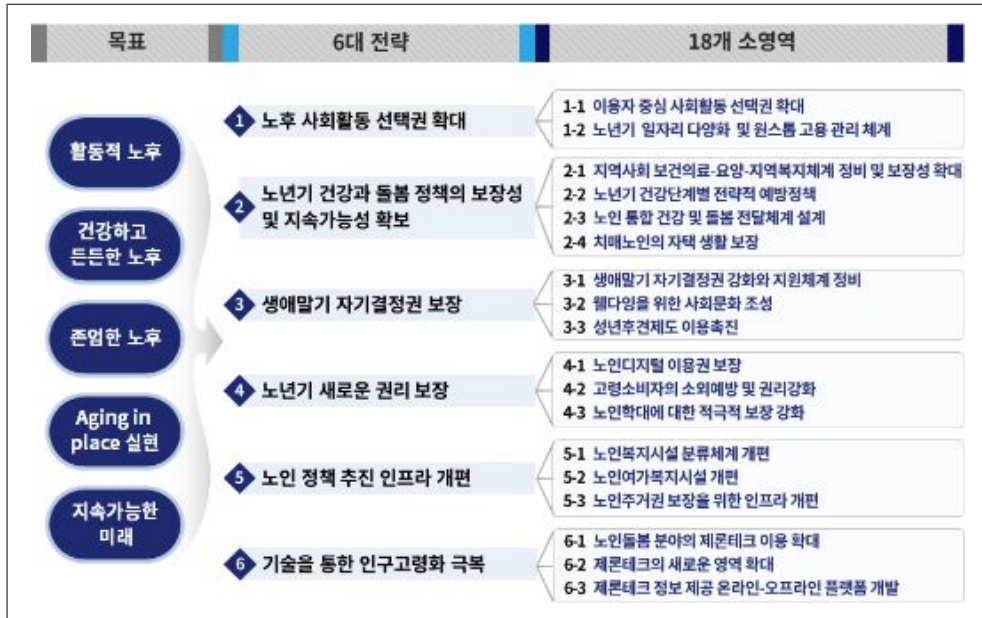 목표
6대 전략
18개 소영역
활동적 노후
건강하고
든든한 노후
존엄한 노후
Aging in
place 실현
지속가능한
미래
1 노후 사회활동 선택권 확대
1-1 이용자 중심 사회활동 선택권 확대
1-2 노년기 일자리 다양화 및 원스톱 고용 관리 체계
2 노년기 건강과 돌봄 정책의 보장성
및 지속가능성 확보
2-1 지역사회 보건의료-요양-지역복지체계 정비 및 보장성 확대
2-2 노년기 건강단계별 전략적 예방정책
2-3 노인 통합 건강 및 돌봄 전달체계 설계
2-4 치매노인의 자택 생활 보장
3 생애말기 자기결정권 보장
3-1 생애말기 자기결정권 강화와 지원체계 정비
3-2 웰다잉을 위한 사회문화 조성
3-3 성년후견제도 이용촉진
4 노년기 새로운 권리 보장
4-1 노인디지털 이용권 보장
4-2 고령소비자의 소외예방 및 권리강화
4-3 노인학대에 대한 적극적 보장 강화
5 노인 정책 추진 인프라 개편
5-1 노인복지시설 분류체계 개편
5-2 노인여가복지시설 개편
5-3 노인주거권 보장을 위한 인프라 개편
6 기술을 통한 인구고령화 극복
6-1 노인돌봄 분야의 제론테크 이용 확대
6-2 제론테크의 새로운 영역 확대
6-3 제론테크 정보 제공 온라인-오프라인 플랫폼 개발